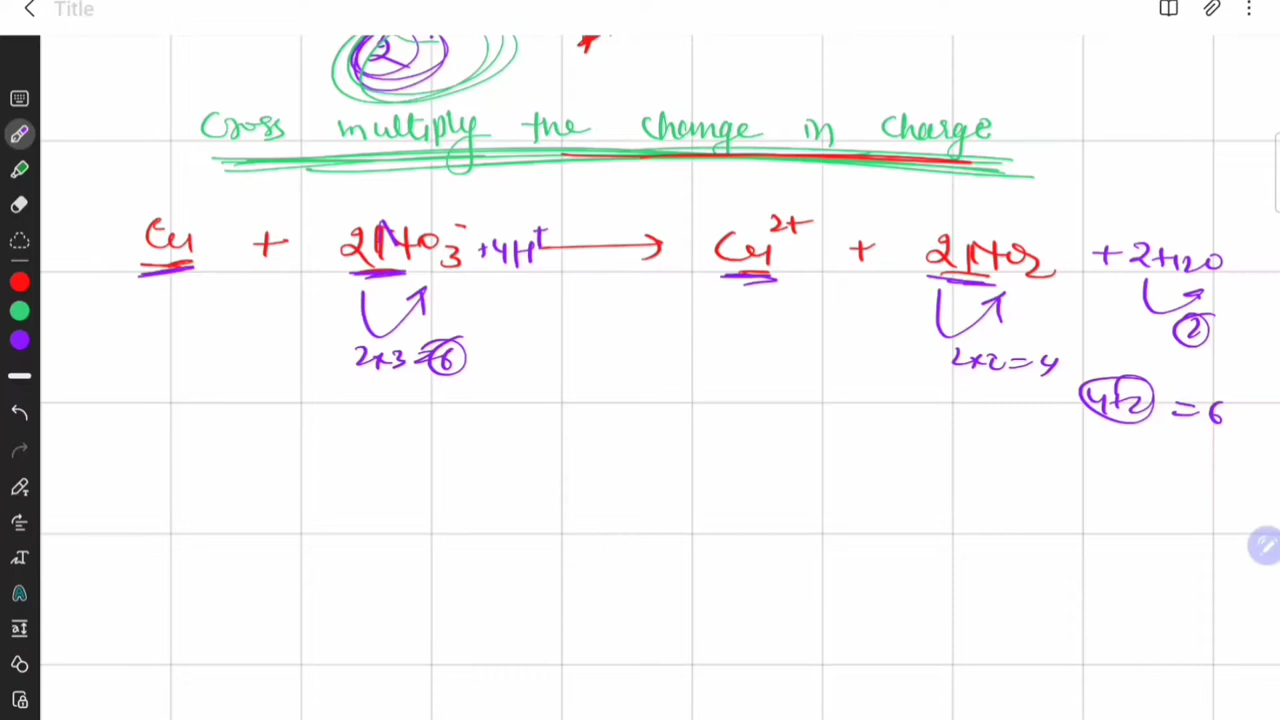 Title
2
Cross multiply the change in charge
Cu + 2NO3- + 4H+ → Cu2+ + 2NO2 + 2H2O
2
2×3 = 6
2×2 = 4
4+2 = 6